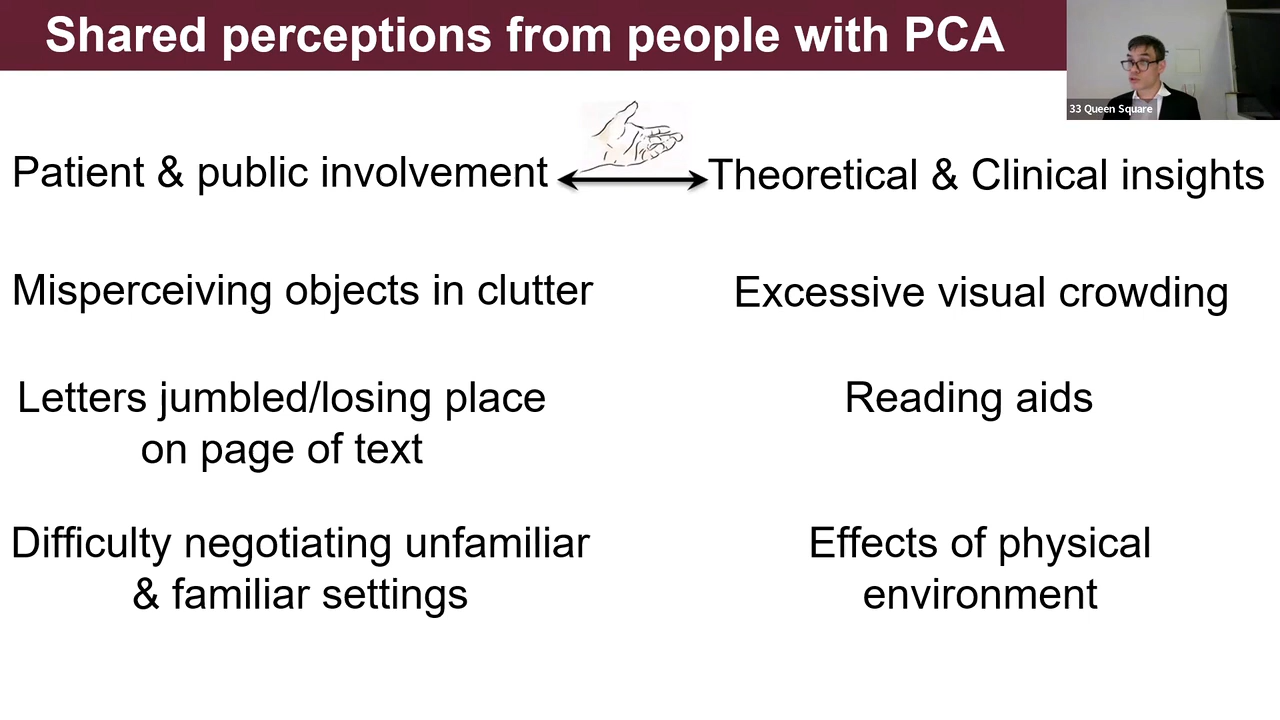 Shared perceptions from people with PCA
33 Queen Square
Patient & public involvement
Theoretical & Clinical insights
Misperceiving objects in clutter
Excessive visual crowding
Letters jumbled/losing place
on page of text
Reading aids
Difficulty negotiating unfamiliar
& familiar settings
Effects of physical
environment